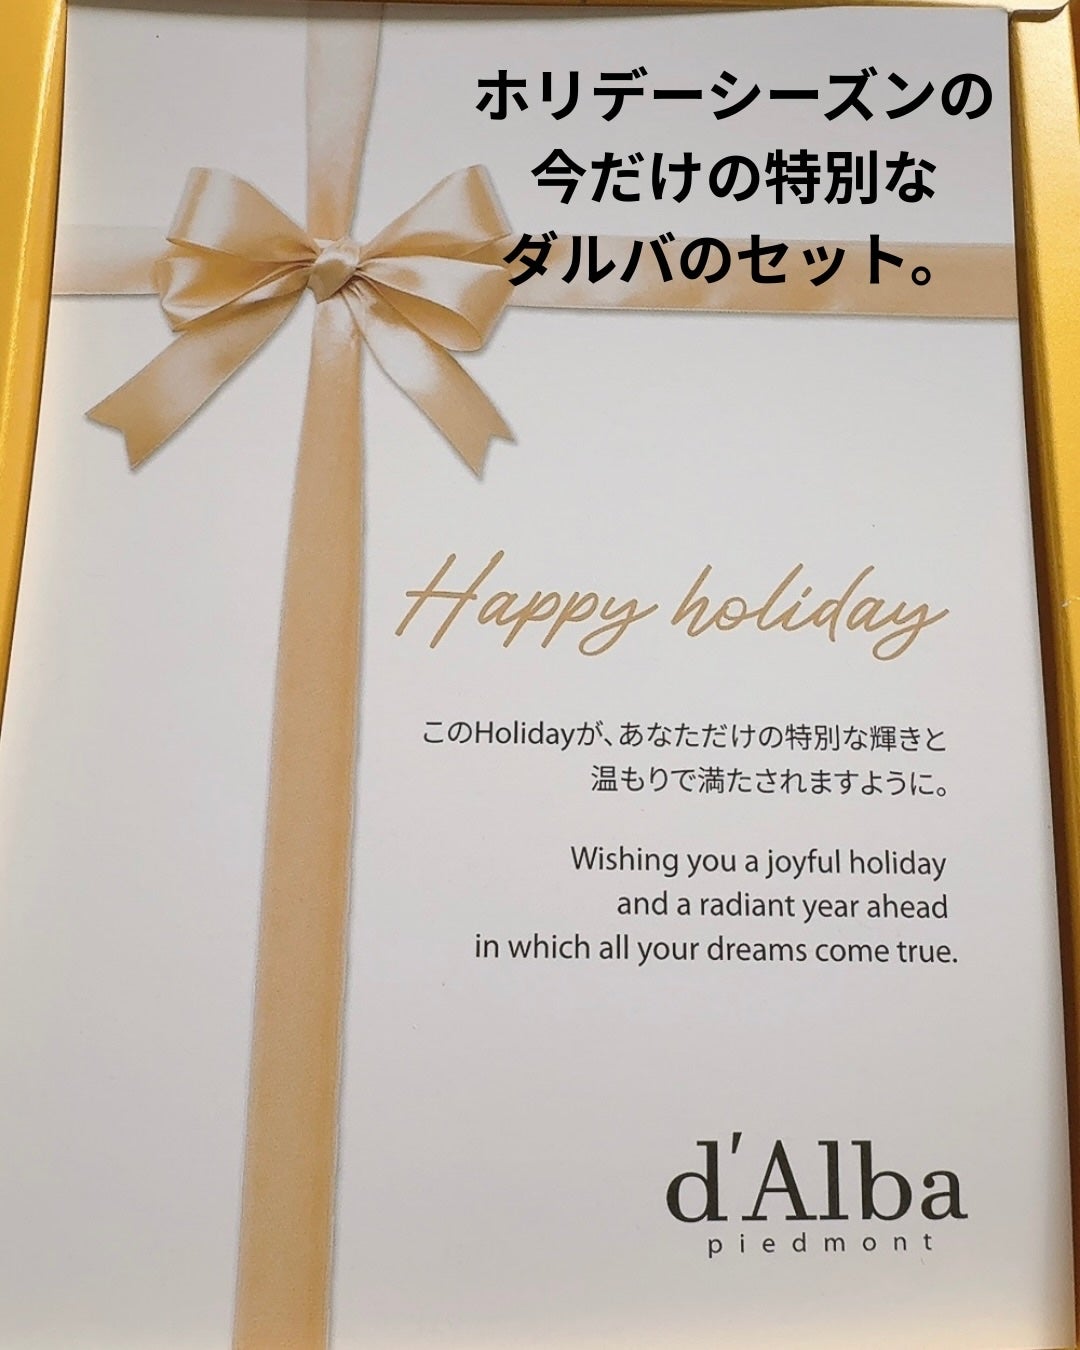 ホリデーシーズンの
今だけの特別な
ダルバのセット。
Happy holiday
このHolidayが、あなただけの特別な輝きと
温もりで満たされますように。
Wishing you a joyful holiday
and a radiant year ahead
in which all your dreams come true.
d'Alba
piedmont